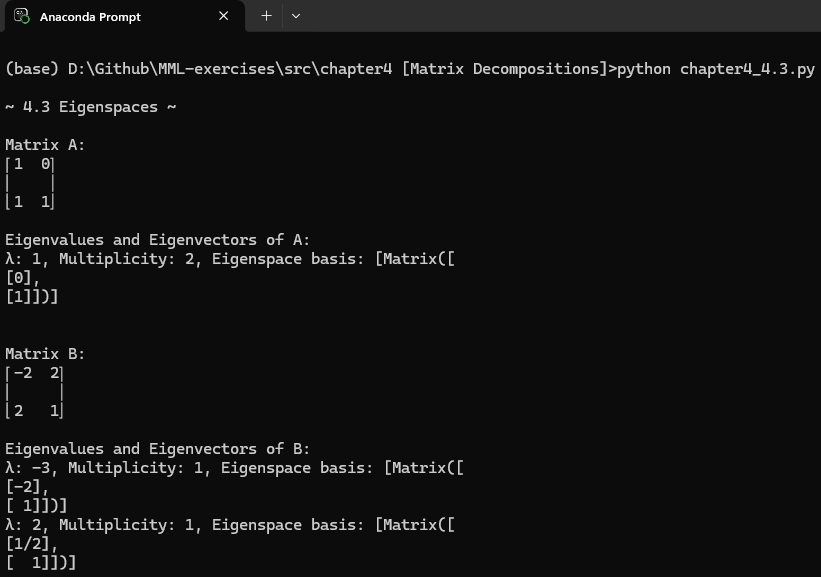 Anaconda Prompt
(base) D:\Github\MML-exercises\src\chapter4 [Matrix Decompositions]>python chapter4_4.3.py
~ 4.3 Eigenspaces ~
Matrix A:
⎡1  0⎤
⎢    ⎥
⎣1  1⎦
Eigenvalues and Eigenvectors of A:
λ: 1, Multiplicity: 2, Eigenspace basis: [Matrix([
[0],
[1]])]
Matrix B:
⎡-2  2⎤
⎢     ⎥
⎣2   1⎦
Eigenvalues and Eigenvectors of B:
λ: -3, Multiplicity: 1, Eigenspace basis: [Matrix([
[-2],
[ 1]])]
λ: 2, Multiplicity: 1, Eigenspace basis: [Matrix([
[1/2],
[  1]])]